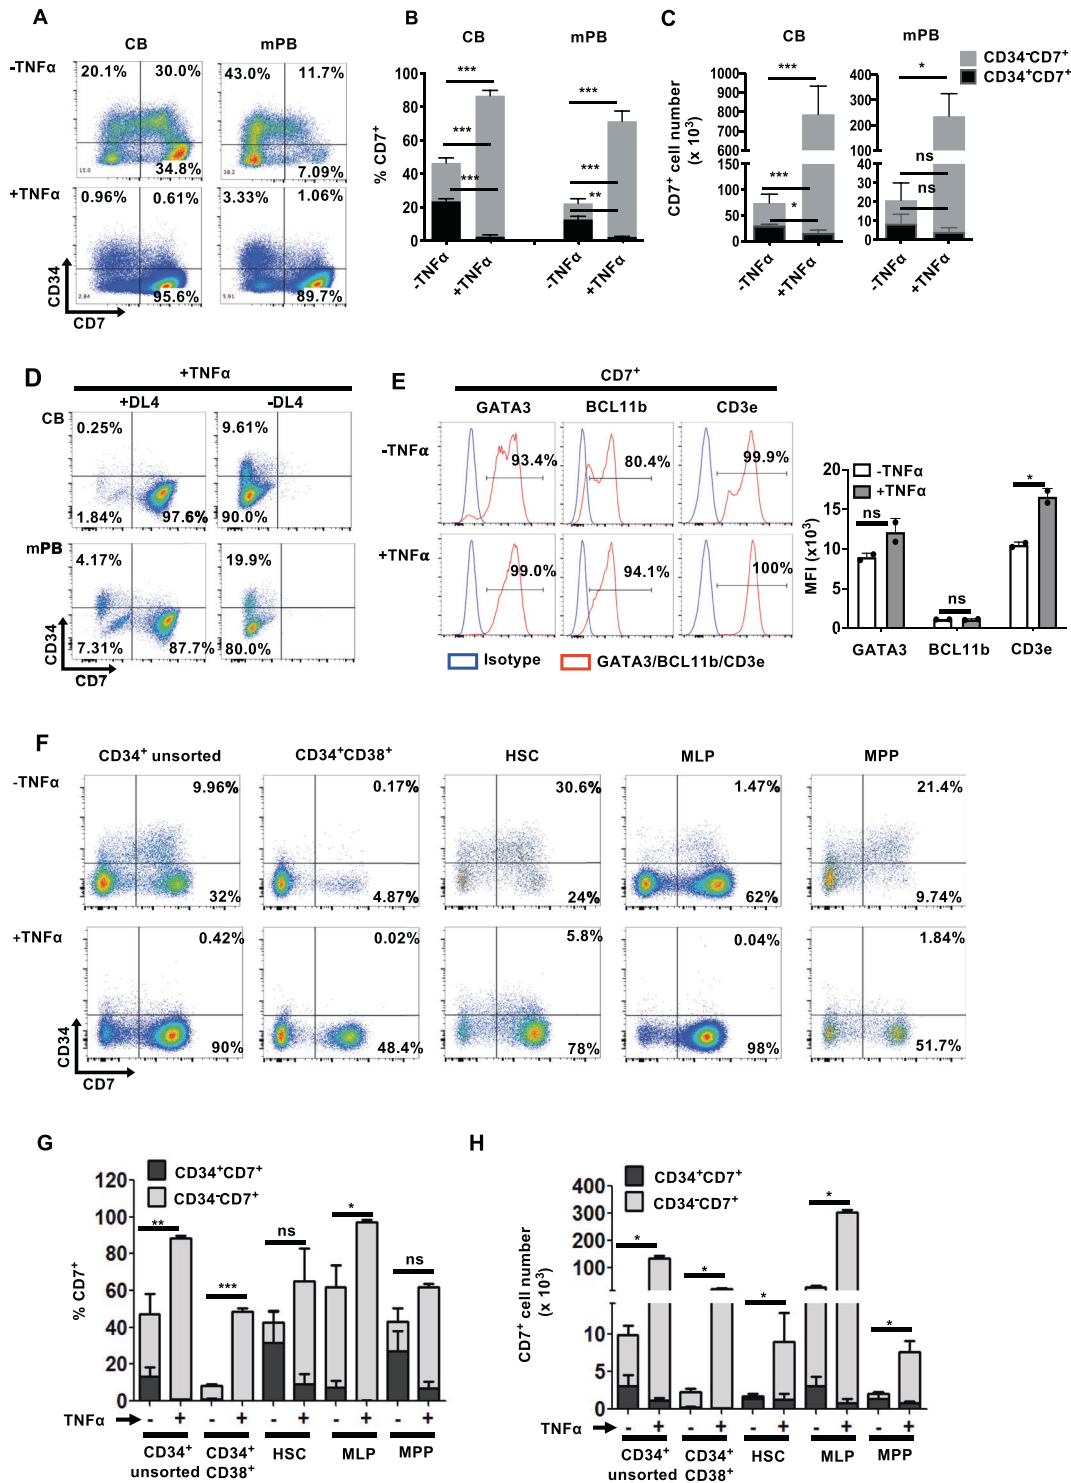 A
CB
mPB
-TNFα
20.1%
30.0%
43.0%
11.7%
15.0
34.8%
38.2
7.09%
+TNFα
0.96%
0.61%
3.33%
1.06%
2.84
95.6%
5.91
89.7%
CD34
CD7
B
CB
mPB
% CD7+
100
80
60
40
20
0
***
***
***
***
***
**
-TNFα
+TNFα
-TNFα
+TNFα
C
CB
mPB
CD34-CD7+
CD34+CD7+
CD7+ cell number
(x 10³)
1000
900
800
700
600
150
100
50
0
***
***
*
400
300
200
100
40
20
0
*
ns
ns
-TNFα
+TNFα
-TNFα
+TNFα
D
+TNFα
+DL4
-DL4
CB
0.25%
9.61%
1.84%
97.6%
90.0%
mPB
4.17%
19.9%
7.31%
87.7%
80.0%
CD34
CD7
E
CD7+
GATA3
BCL11b
CD3e
-TNFα
93.4%
80.4%
99.9%
+TNFα
99.0%
94.1%
100%
Isotype
GATA3/BCL11b/CD3e
MFI (x10³)
20
15
10
5
0
-TNFα
+TNFα
ns
ns
*
GATA3
BCL11b
CD3e
F
CD34+ unsorted
CD34+CD38+
HSC
MLP
MPP
-TNFα
9.96%
0.17%
30.6%
1.47%
21.4%
32%
4.87%
24%
62%
9.74%
+TNFα
0.42%
0.02%
5.8%
0.04%
1.84%
90%
48.4%
78%
98%
51.7%
CD34
CD7
G
CD34+CD7+
CD34-CD7+
% CD7+
120
100
80
60
40
20
0
**
***
ns
*
ns
TNFα
- + - + - + - + - +
CD34+
unsorted
CD34+
CD38+
HSC
MLP
MPP
H
CD34+CD7+
CD34-CD7+
CD7+ cell number
(x 10³)
400
300
200
100
10
5
0
*
*
*
*
*
TNFα
- + - + - + - + - +
CD34+
unsorted
CD34+
CD38+
HSC
MLP
MPP